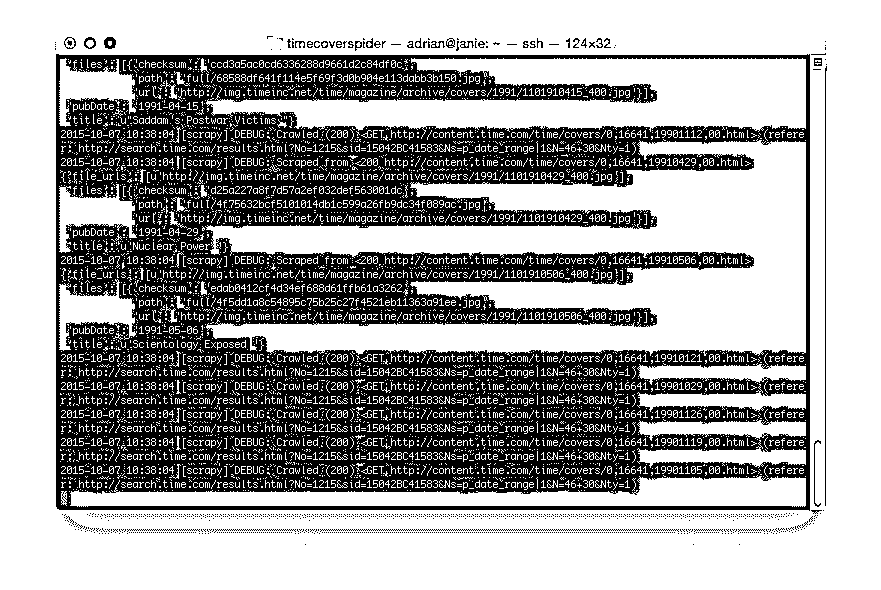 timecoverspider — adrian@janie: ~ — ssh — 124×32
'files': [{'checksum': 'ccd3a5ac0cd6336288d9661d2c84df0c',
'path': 'full/68588df641f114e5f69f3d0b904e113dabb3b150.jpg',
'url': 'http://img.timeinc.net/time/magazine/archive/covers/1991/1101910415_400.jpg'}],
'pubDate': '1991-04-15',
'title': u"Saddam's Postwar Victims "}
2015-10-07 10:38:04 [scrapy] DEBUG: Crawled (200) <GET http://content.time.com/time/covers/0,16641,19901112,00.html> (refere
r: http://search.time.com/results.html?No=1215&sid=15042BC41583&NS=p_date_range|1&N=46+30&Nty=1)
2015-10-07 10:38:04 [scrapy] DEBUG: Scraped from <200 http://content.time.com/time/covers/0,16641,19910429,00.html>
{'file_urls': [u'http://img.timeinc.net/time/magazine/archive/covers/1991/1101910429_400.jpg'],
'files': [{'checksum': 'd25a227a8f7d57a2ef032def563001dc',
'path': 'full/4f75632bcf5101014db1c599a26fb9dc34f089ac.jpg',
'url': 'http://img.timeinc.net/time/magazine/archive/covers/1991/1101910429_400.jpg'}],
'pubDate': '1991-04-29',
'title': u'Nuclear Power '}
2015-10-07 10:38:04 [scrapy] DEBUG: Scraped from <200 http://content.time.com/time/covers/0,16641,19910506,00.html>
{'file_urls': [u'http://img.timeinc.net/time/magazine/archive/covers/1991/1101910506_400.jpg'],
'files': [{'checksum': 'edab0412cf4d34ef688d61ffb61a3262',
'path': 'full/4f5dd1a8c54895c75b25c27f4521eb11363a91ee.jpg',
'url': 'http://img.timeinc.net/time/magazine/archive/covers/1991/1101910506_400.jpg'}],
'pubDate': '1991-05-06',
'title': u'Scientology Exposed '}
2015-10-07 10:38:04 [scrapy] DEBUG: Crawled (200) <GET http://content.time.com/time/covers/0,16641,19910121,00.html> (refere
r: http://search.time.com/results.html?No=1215&sid=15042BC41583&NS=p_date_range|1&N=46+30&Nty=1)
2015-10-07 10:38:04 [scrapy] DEBUG: Crawled (200) <GET http://content.time.com/time/covers/0,16641,19901029,00.html> (refere
r: http://search.time.com/results.html?No=1215&sid=15042BC41583&NS=p_date_range|1&N=46+30&Nty=1)
2015-10-07 10:38:04 [scrapy] DEBUG: Crawled (200) <GET http://content.time.com/time/covers/0,16641,19901126,00.html> (refere
r: http://search.time.com/results.html?No=1215&sid=15042BC41583&NS=p_date_range|1&N=46+30&Nty=1)
2015-10-07 10:38:04 [scrapy] DEBUG: Crawled (200) <GET http://content.time.com/time/covers/0,16641,19901119,00.html> (refere
r: http://search.time.com/results.html?No=1215&sid=15042BC41583&NS=p_date_range|1&N=46+30&Nty=1)
2015-10-07 10:38:04 [scrapy] DEBUG: Crawled (200) <GET http://content.time.com/time/covers/0,16641,19901105,00.html> (refere
r: http://search.time.com/results.html?No=1215&sid=15042BC41583&NS=p_date_range|1&N=46+30&Nty=1)